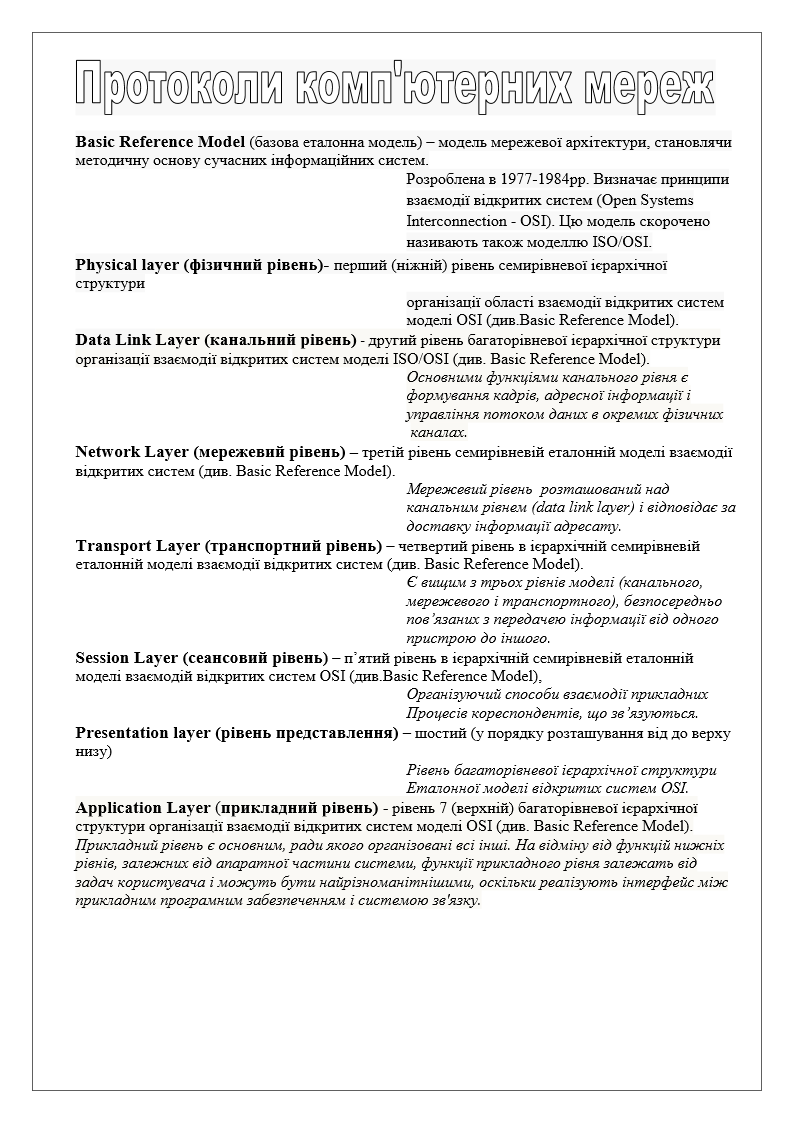 Протоколи комп'ютерних мереж
Basic Reference Model (базова еталонна модель) – модель мережевої архітектури, становлячи
методичну основу сучасних інформаційних систем.
Розроблена в 1977-1984рр. Визначає принципи
взаємодії відкритих систем (Open Systems
Interconnection - OSI). Цю модель скорочено
називають також моделлю ISO/OSI.
Physical layer (фізичний рівень)- перший (ніжній) рівень семирівневої ієрархічної
структури
організації області взаємодії відкритих систем
моделі OSI (див.Basic Reference Model).
Data Link Layer (канальний рівень) - другий рівень багаторівневої ієрархічної структури
організації взаємодії відкритих систем моделі ISO/OSI (див. Basic Reference Model).
Основними функціями канального рівня є
формування кадрів, адресної інформації і
управління потоком даних в окремих фізичних
каналах.
Network Layer (мережевий рівень) – третій рівень семирівневій еталонній моделі взаємодії
відкритих систем (див. Basic Reference Model).
Мережевий рівень розташований над
канальним рівнем (data link layer) і відповідає за
доставку інформації адресату.
Transport Layer (транспортний рівень) – четвертий рівень в ієрархічній семирівневій
еталонній моделі взаємодії відкритих систем (див. Basic Reference Model).
Є вищим з трьох рівнів моделі (канального,
мережевого і транспортного), безпосередньо
пов’язаних з передачею інформації від одного
пристрою до іншого.
Session Layer (сеансовий рівень) – п’ятий рівень в ієрархічній семирівневій еталонній
моделі взаємодій відкритих систем OSI (див.Basic Reference Model),
Організуючий способи взаємодії прикладних
Процесів кореспондентів, що зв’язуються.
Presentation layer (рівень представлення) – шостий (у порядку розташування від до верху
низу)
Рівень багаторівневої ієрархічної структури
Еталонної моделі відкритих систем OSI.
Application Layer (прикладний рівень) - рівень 7 (верхній) багаторівневої ієрархічної
структури організації взаємодії відкритих систем моделі OSI (див. Basic Reference Model).
Прикладний рівень є основним, ради якого організовані всі інші. На відміну від функцій нижніх
рівнів, залежних від апаратної частини системи, функції прикладного рівня залежать від
задач користувача і можуть бути найрізноманітнішими, оскільки реалізують інтерфейс між
прикладним програмним забезпеченням і системою зв'язку.